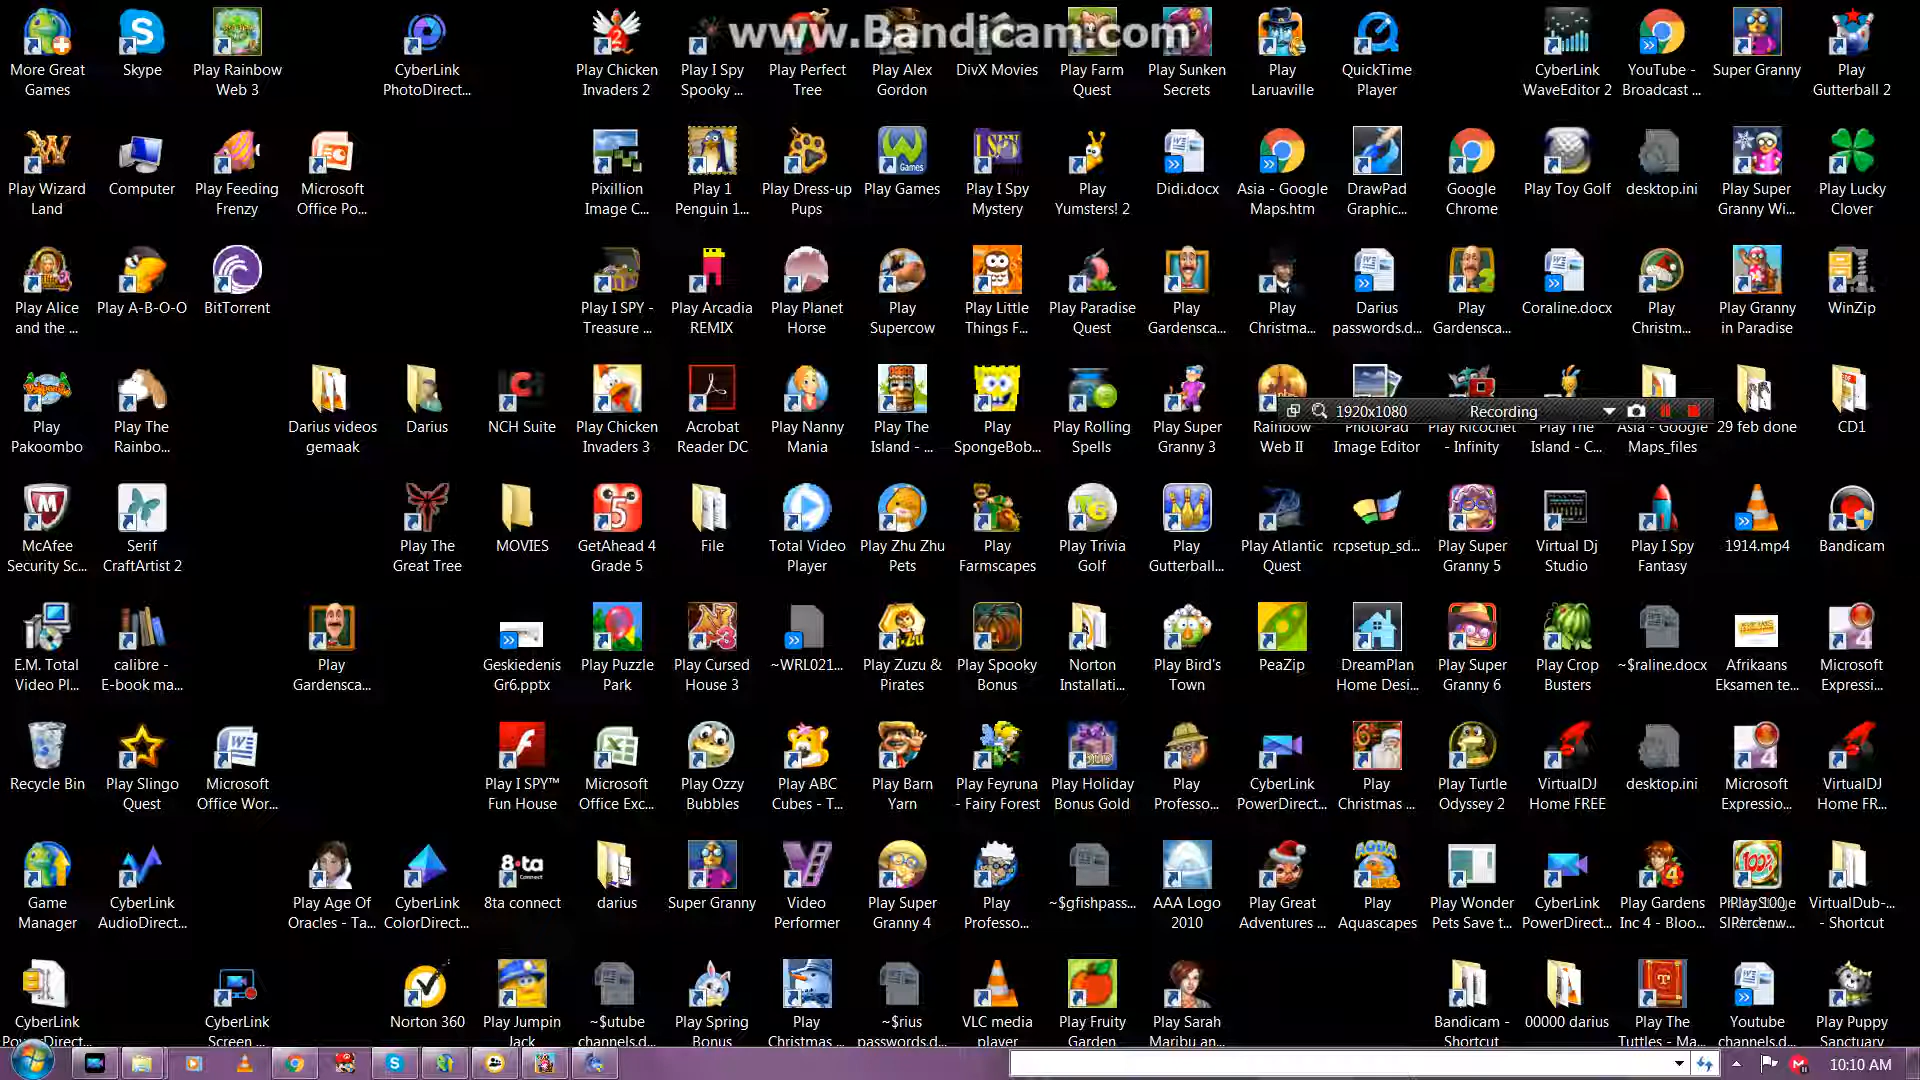 www.Bandicam.com
More Great Games
Skype
Play Rainbow Web 3
CyberLink PhotoDirect...
Play Chicken Invaders 2
Play I Spy Spooky ...
Play Perfect Tree
Play Alex Gordon
DivX Movies
Play Farm Quest
Play Sunken Secrets
Play Laruaville
QuickTime Player
CyberLink WaveEditor 2
YouTube - Broadcast ...
Super Granny
Play Gutterball 2
Play Wizard Land
Computer
Play Feeding Frenzy
Microsoft Office Po...
Pixillion Image C...
Play 1 Penguin 1...
Play Dress-up Pups
Play Games
Play I Spy Mystery
Play Yumsters! 2
Didi.docx
Asia - Google Maps.htm
DrawPad Graphic...
Google Chrome
Play Toy Golf
desktop.ini
Play Super Granny Wi...
Play Lucky Clover
Play Alice and the ...
Play A-B-O-O
BitTorrent
Play I SPY - Treasure ...
Play Arcadia REMIX
Play Planet Horse
Play Supercow
Play Little Things F...
Play Paradise Quest
Play Gardensca...
Play Christma...
Darius passwords.d...
Play Gardensca...
Coraline.docx
Play Christm...
Play Granny in Paradise
WinZip
Play Pakoombo
Play The Rainbo...
Darius videos gemaak
Darius
NCH Suite
Play Chicken Invaders 3
Acrobat Reader DC
Play Nanny Mania
Play The Island - ...
Play SpongeBob...
Play Rolling Spells
Play Super Granny 3
Rainbow Web II
1920x1080
Recording
PhotoPad Image Editor
Play Ricochet - Infinity
Play The Island - C...
Asia - Google Maps_files
29 feb done
CD1
McAfee Security Sc...
Serif CraftArtist 2
Play The Great Tree
MOVIES
GetAhead 4 Grade 5
File
Total Video Player
Play Zhu Zhu Pets
Play Farmscapes
Play Trivia Golf
Play Gutterball...
Play Atlantic Quest
rcpsetup_sd...
Play Super Granny 5
Virtual Dj Studio
Play I Spy Fantasy
1914.mp4
Bandicam
E.M. Total Video Pl...
calibre - E-book ma...
Play Gardensca...
Geskiedenis Gr6.pptx
Play Puzzle Park
Play Cursed House 3
~WRL021...
Play Zuzu & Pirates
Play Spooky Bonus
Norton Installati...
Play Bird's Town
PeaZip
DreamPlan Home Desi...
Play Super Granny 6
Play Crop Busters
~$raline.docx
Afrikaans Eksamen te...
Microsoft Expressi...
Recycle Bin
Play Slingo Quest
Microsoft Office Wor...
Play I SPY™ Fun House
Microsoft Office Exc...
Play Ozzy Bubbles
Play ABC Cubes - T...
Play Barn Yarn
Play Feyruna - Fairy Forest
Play Holiday Bonus Gold
Play Professo...
CyberLink PowerDirect...
Play Christmas ...
Play Turtle Odyssey 2
VirtualDJ Home FREE
desktop.ini
Microsoft Expressio...
VirtualDJ Home FR...
Game Manager
CyberLink AudioDirect...
Play Age Of Oracles - Ta...
CyberLink ColorDirect...
8ta connect
darius
Super Granny
Video Performer
Play Super Granny 4
Play Professo...
~$gfishpass...
AAA Logo 2010
Play Great Adventures ...
Play Aquascapes
Play Wonder Pets Save t...
CyberLink PowerDirect...
Play Gardens Inc 4 - Bloo...
VirtualDub-... - Shortcut
CyberLink PowerDirect...
CyberLink Screen ...
Norton 360
Play Jumpin Jack
~$utube channels.d...
Play Spring Bonus
Play Christmas ...
~$rius passwords.d...
VLC media player
Play Fruity Garden
Play Sarah Maribu an...
Bandicam - Shortcut
00000 darius
Play The Tuttles - Ma...
Youtube channels.d...
Play Puppy Sanctuary
10:10 AM